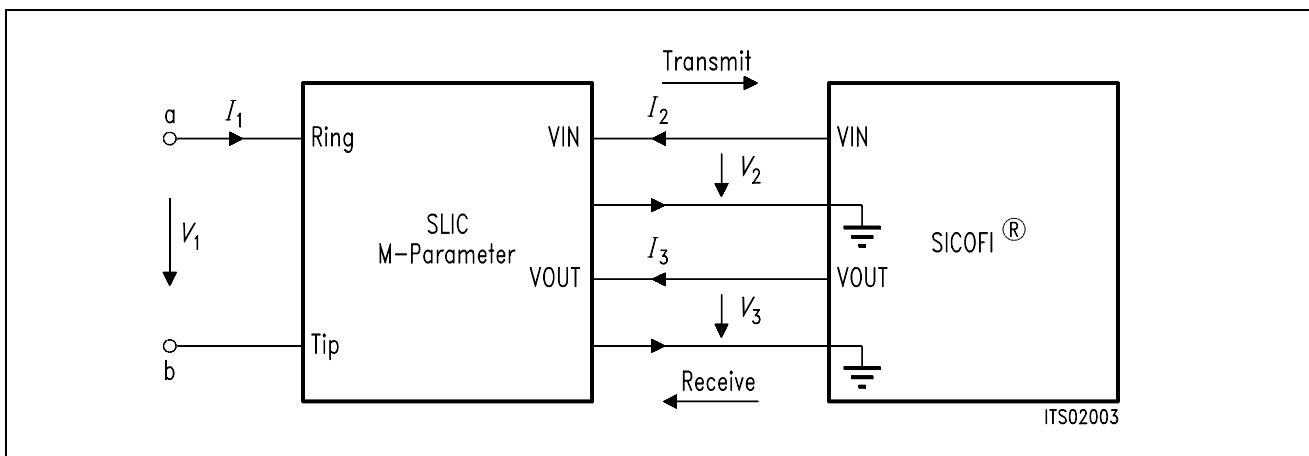 Transmit
a
I1
I2
Ring
VIN
VIN
V2
V1
SLIC
M-Parameter
SICOFI ®
I3
VOUT
VOUT
V3
Tip
b
Receive
ITS02003